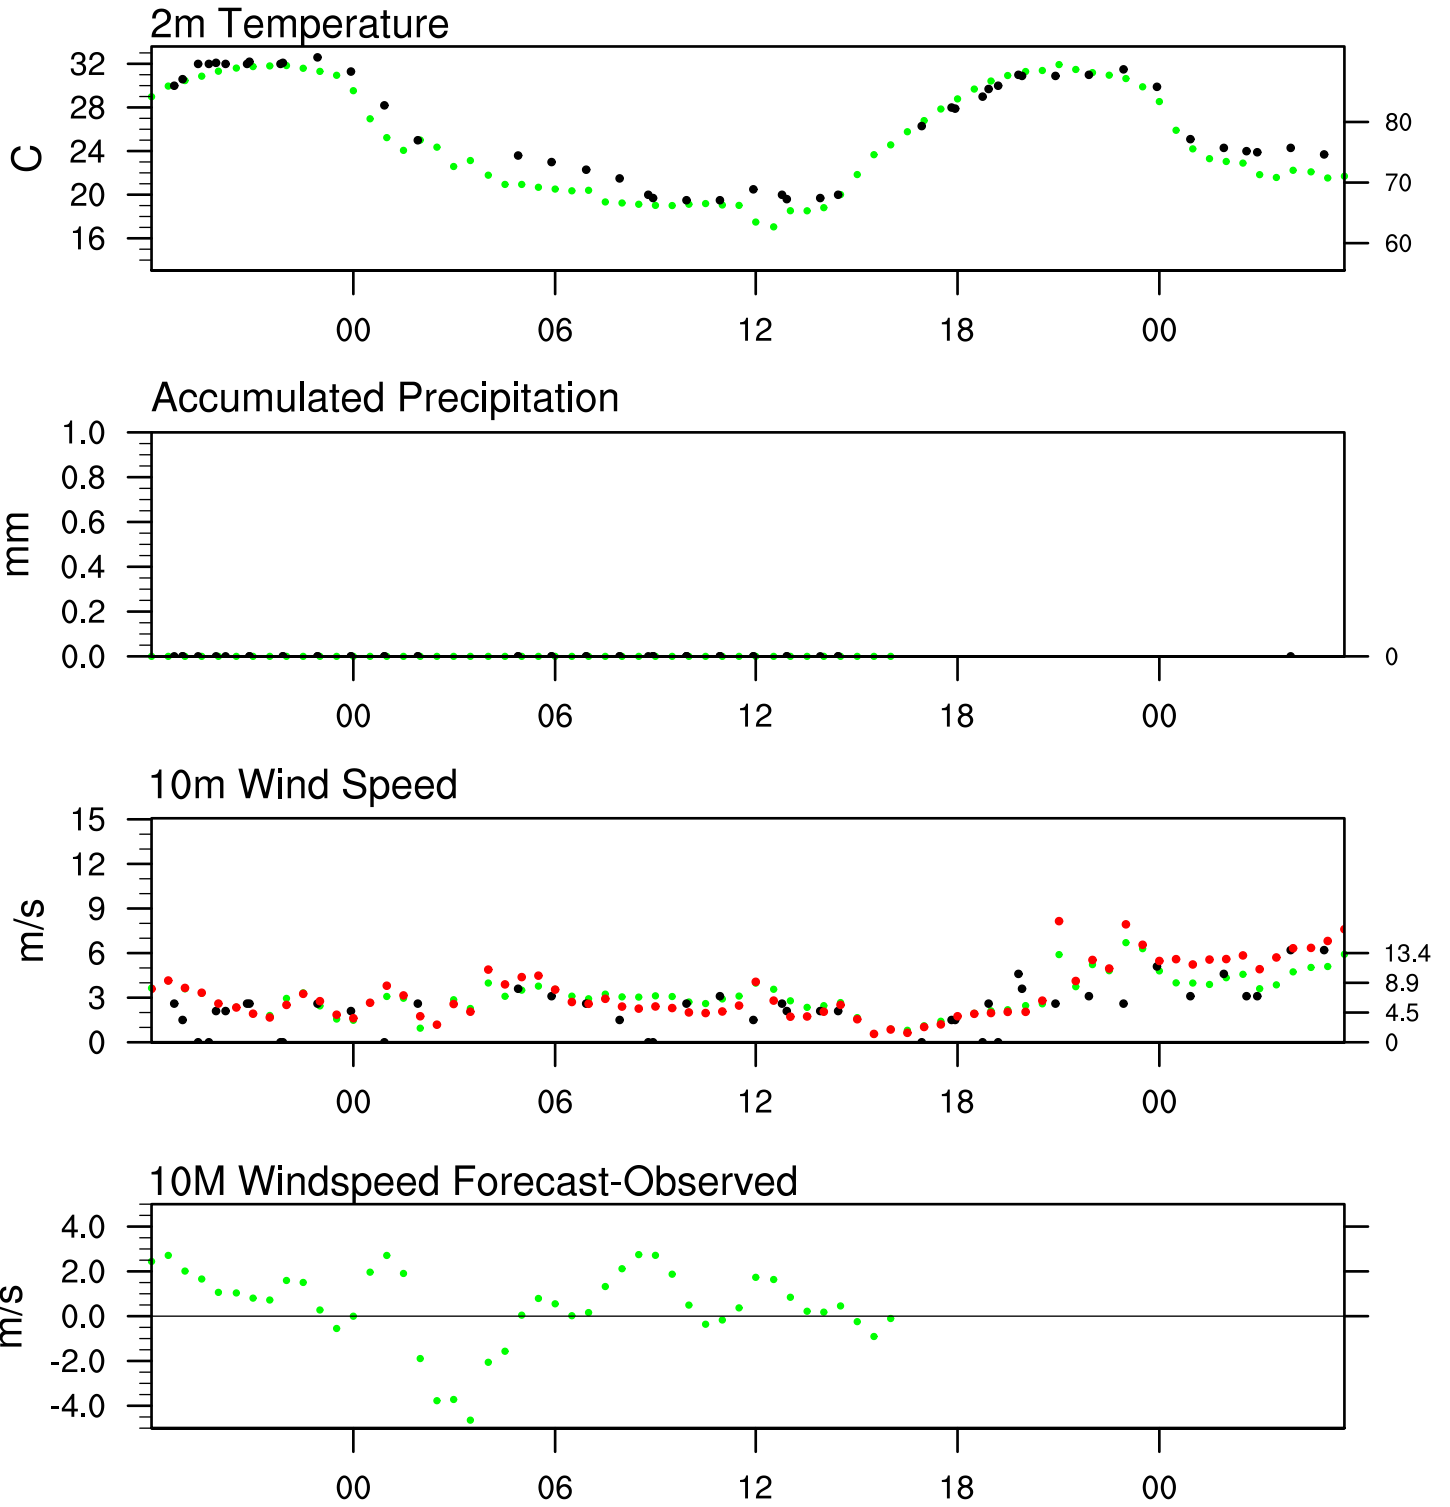 2m Temperature
32
28
24
20
16
C
80
70
60
00 06 12 18 00
Accumulated Precipitation
1.0
0.8
0.6
0.4
0.2
0.0
mm
0
00 06 12 18 00
10m Wind Speed
15
12
9
6
3
0
m/s
13.4
8.9
4.5
0
00 06 12 18 00
10M Windspeed Forecast-Observed
4.0
2.0
0.0
-2.0
-4.0
m/s
00 06 12 18 00